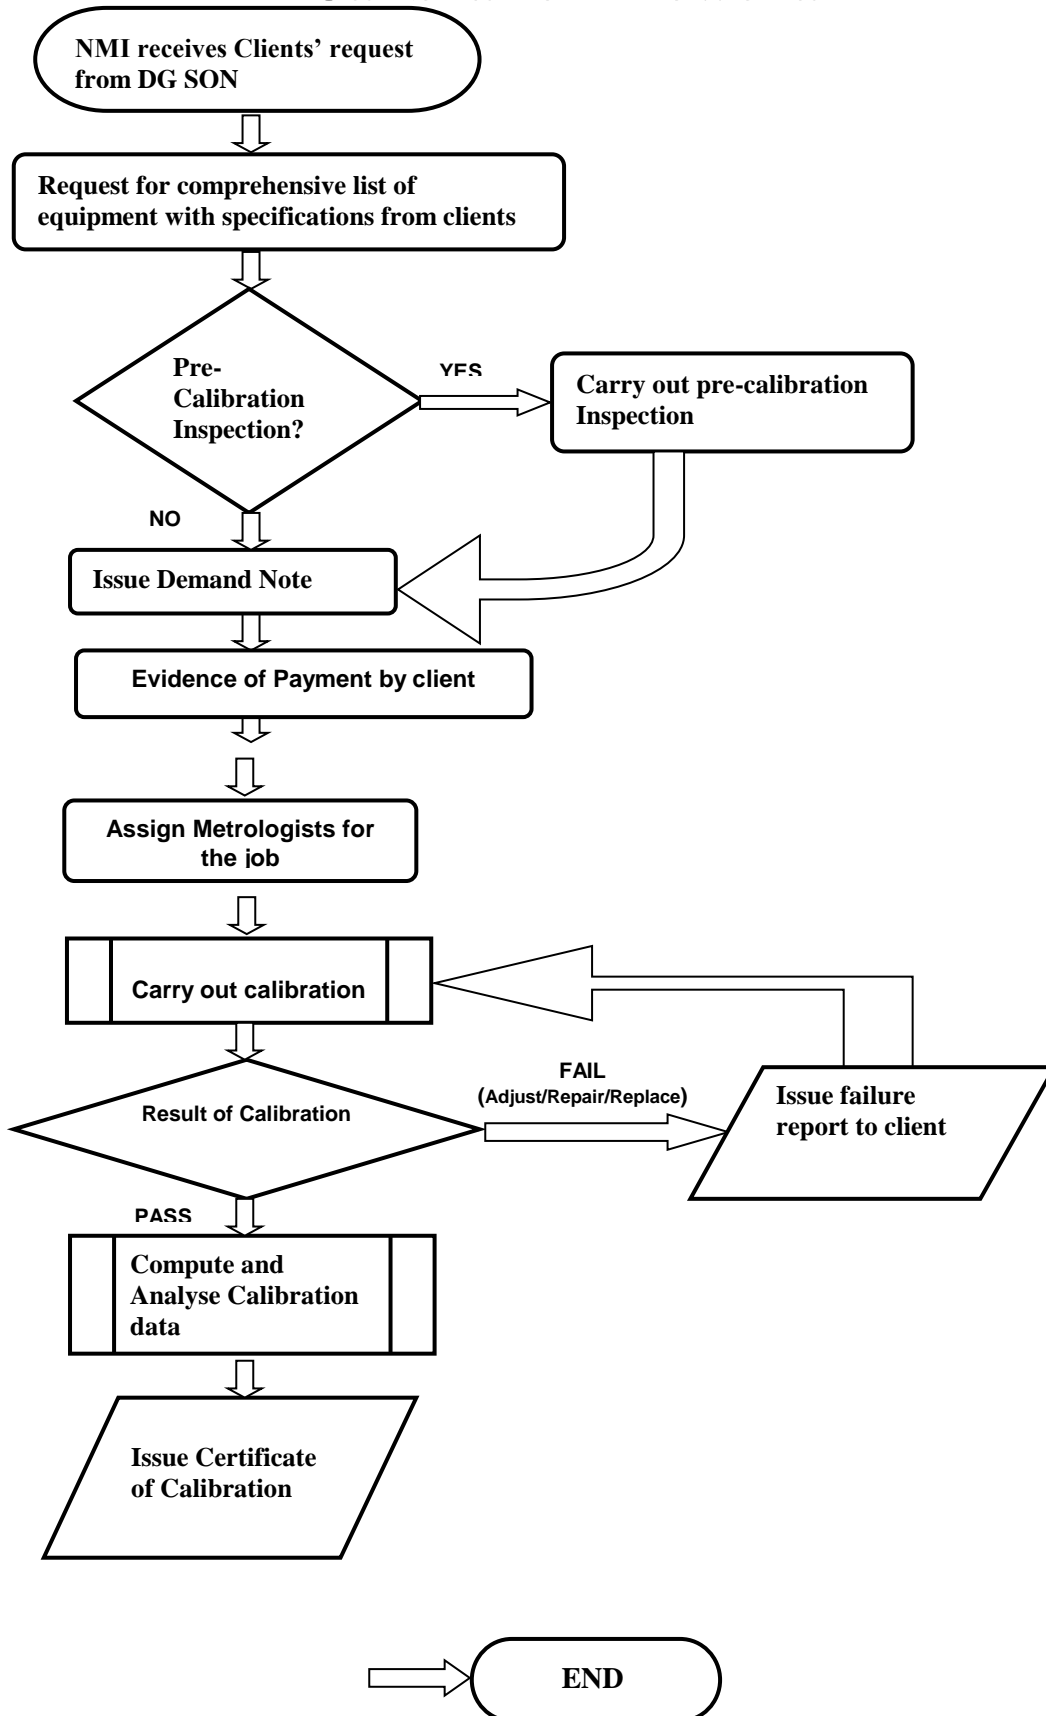 NMI receives Clients’ request
from DG SON
Request for comprehensive list of
equipment with specifications from clients
Pre-
Calibration
Inspection?
YES
Carry out pre-calibration
Inspection
NO
Issue Demand Note
Evidence of Payment by client
Assign Metrologists for
the job
Carry out calibration
Result of Calibration
FAIL
(Adjust/Repair/Replace)
Issue failure
report to client
PASS
Compute and
Analyse Calibration
data
Issue Certificate
of Calibration
END